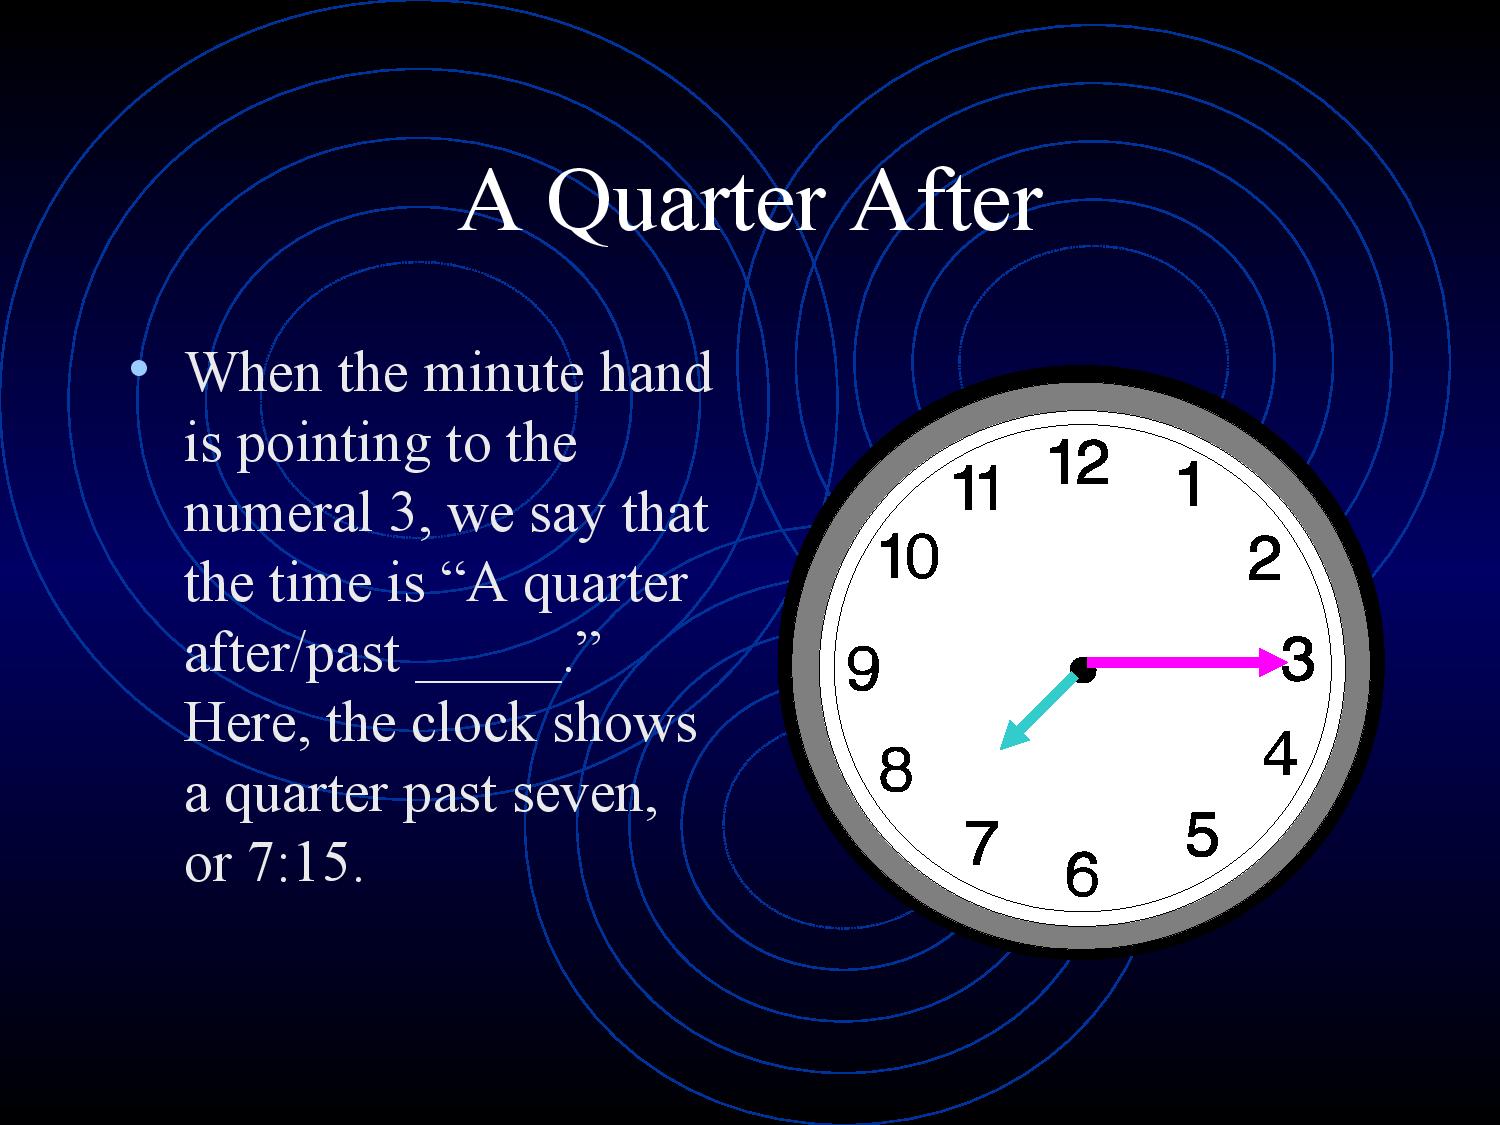 A Quarter After
• When the minute hand
is pointing to the
numeral 3, we say that
the time is “A quarter
after/past _____.”
Here, the clock shows
a quarter past seven,
or 7:15.
12
11
1
10
2
9
3
8
4
7
5
6